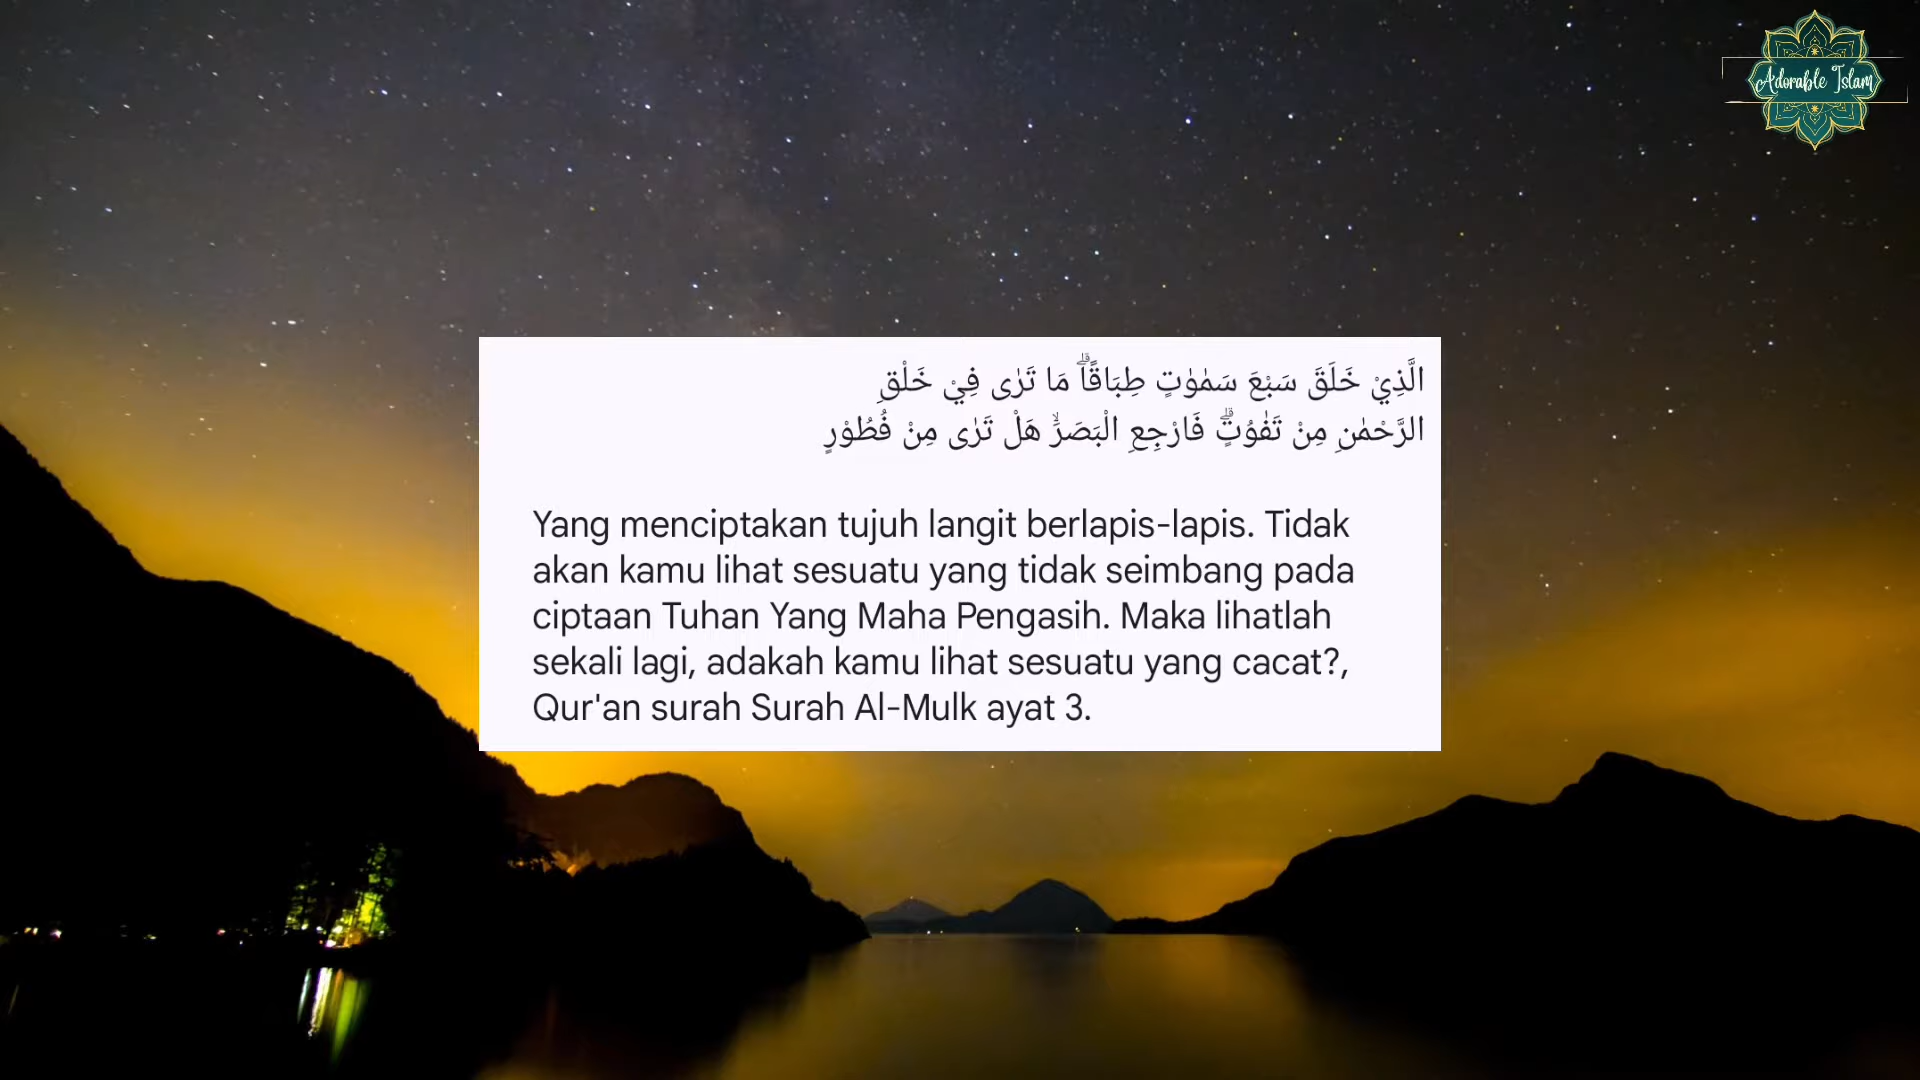 Adorable Islam
الَّذِيْ خَلَقَ سَبْعَ سَمٰوٰتٍ طِبَاقًاۗ مَا تَرٰى فِيْ خَلْقِ
الرَّحْمٰنِ مِنْ تَفٰوُتٍۗ فَارْجِعِ الْبَصَرَۙ هَلْ تَرٰى مِنْ فُطُوْرٍ
Yang menciptakan tujuh langit berlapis-lapis. Tidak
akan kamu lihat sesuatu yang tidak seimbang pada
ciptaan Tuhan Yang Maha Pengasih. Maka lihatlah
sekali lagi, adakah kamu lihat sesuatu yang cacat?,
Qur'an surah Surah Al-Mulk ayat 3.